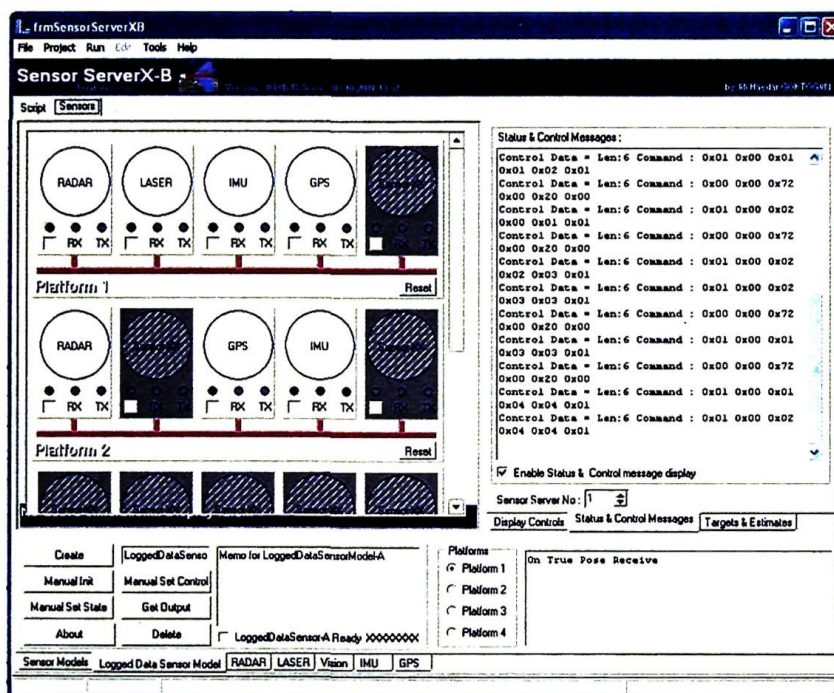 frmSensorServerXB
File Project Run Edit Tools Help
Sensor ServerX-B
Script Sensors
RADAR LASER IMU GPS
RX TX RX TX RX TX RX TX
Platform 1 Reset
RADAR GPS IMU
RX TX RX TX RX TX
Platform 2 Reset
Status & Control Messages :
Control Data = Len:6 Command : 0x01 0x00 0x01
0x01 0x02 0x01
Control Data = Len:6 Command : 0x00 0x00 0x72
0x00 0x20 0x00
Control Data = Len:6 Command : 0x01 0x00 0x02
0x00 0x01 0x01
Control Data = Len:6 Command : 0x00 0x00 0x72
0x00 0x20 0x00
Control Data = Len:6 Command : 0x01 0x00 0x02
0x02 0x03 0x01
Control Data = Len:6 Command : 0x01 0x00 0x02
0x03 0x03 0x01
Control Data = Len:6 Command : 0x00 0x00 0x72
0x00 0x20 0x00
Control Data = Len:6 Command : 0x01 0x00 0x01
0x03 0x03 0x01
Control Data = Len:6 Command : 0x00 0x00 0x72
0x00 0x20 0x00
Control Data = Len:6 Command : 0x01 0x00 0x01
0x04 0x04 0x01
Control Data = Len:6 Command : 0x01 0x00 0x02
0x04 0x04 0x01
Enable Status & Control message display
Sensor Server No : 1
Display Controls Status & Control Messages Targets & Estimates
Create LoggedDataSenso Memo for LoggedDataSensorModel-A
Manual Init Manual Set Control
Manual Set State Get Output
About Delete LoggedDataSensor-A Ready XXXXXXXX
Platforms
Platform 1
Platform 2
Platform 3
Platform 4
On True Pose Receive
Sensor Models Logged Data Sensor Model RADAR LASER Vision IMU GPS